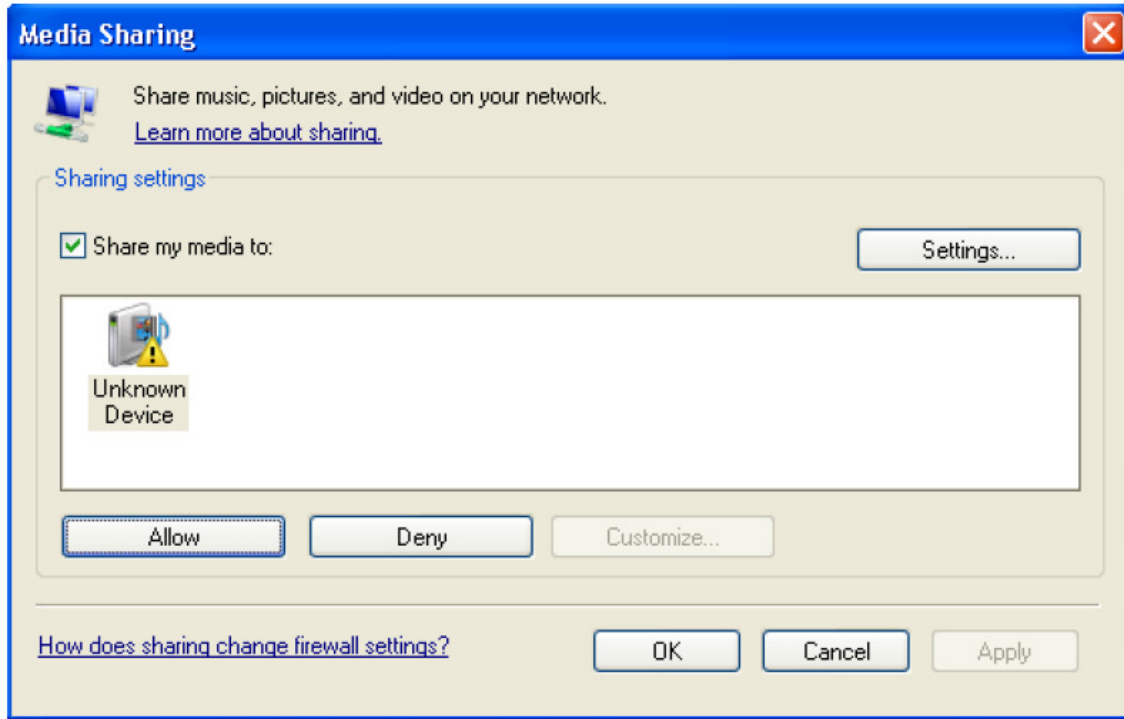 Media Sharing
Share music, pictures, and video on your network.
Learn more about sharing.
Sharing settings
Share my media to:
Settings...
Unknown
Device
Allow
Deny
Customize...
How does sharing change firewall settings?
OK
Cancel
Apply